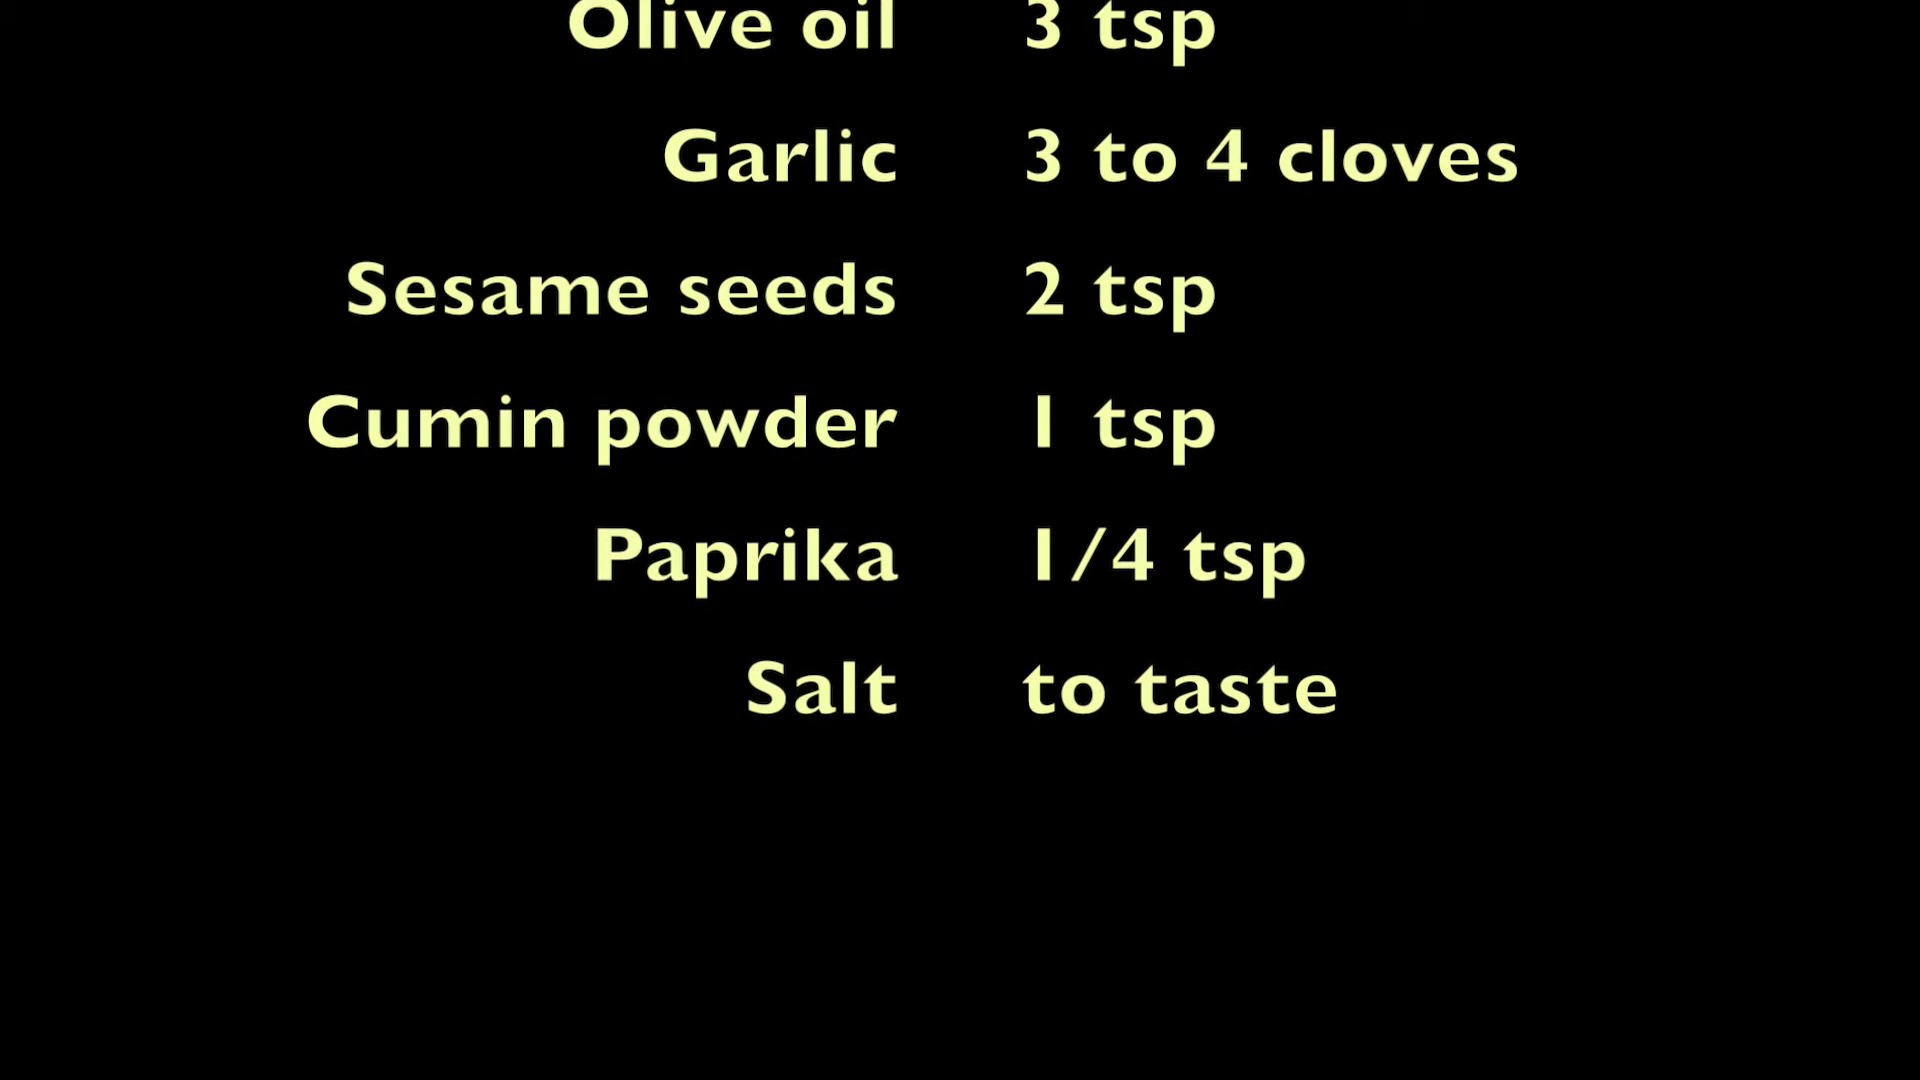 Olive oil 3 tsp
Garlic 3 to 4 cloves
Sesame seeds 2 tsp
Cumin powder 1 tsp
Paprika 1/4 tsp
Salt to taste